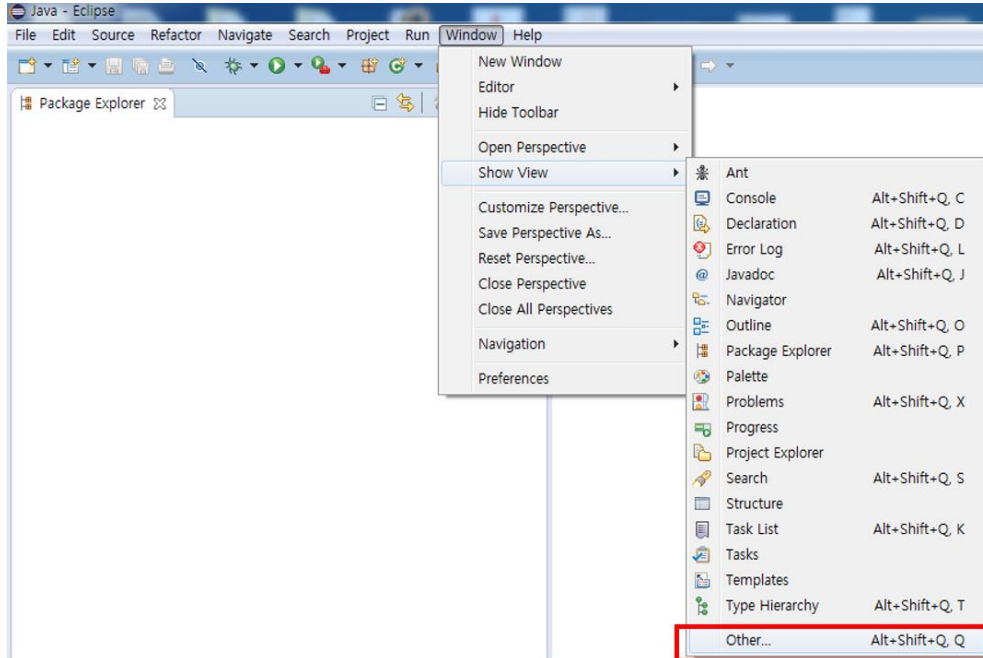 Java - Eclipse
File Edit Source Refactor Navigate Search Project Run Window Help
Package Explorer
New Window
Editor
Hide Toolbar
Open Perspective
Show View
Customize Perspective...
Save Perspective As...
Reset Perspective...
Close Perspective
Close All Perspectives
Navigation
Preferences
Ant
Console Alt+Shift+Q, C
Declaration Alt+Shift+Q, D
Error Log Alt+Shift+Q, L
Javadoc Alt+Shift+Q, J
Navigator
Outline Alt+Shift+Q, O
Package Explorer Alt+Shift+Q, P
Palette
Problems Alt+Shift+Q, X
Progress
Project Explorer
Search Alt+Shift+Q, S
Structure
Task List Alt+Shift+Q, K
Tasks
Templates
Type Hierarchy Alt+Shift+Q, T
Other... Alt+Shift+Q, Q